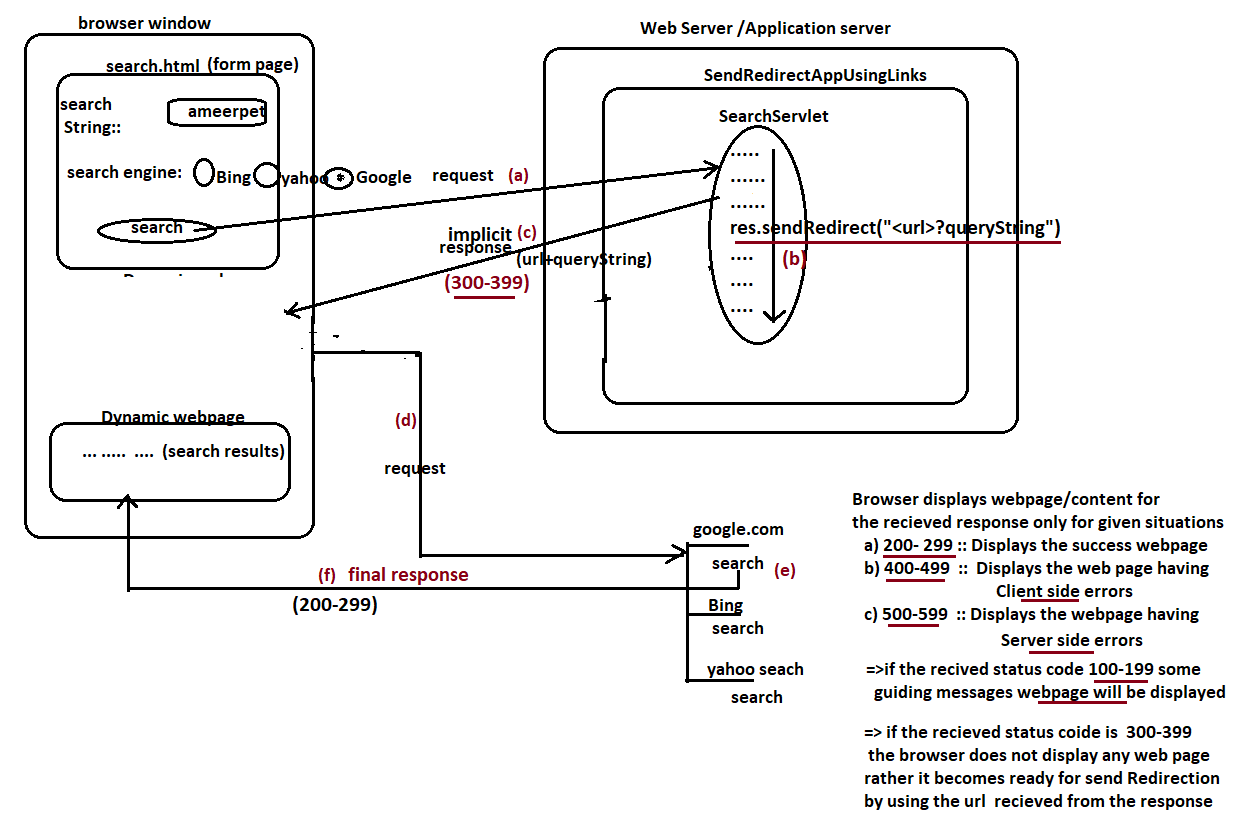 browser window
search.html (form page)
search
String::
ameerpet
search engine:
Bing
yahoo
Google
search
request (a)
implicit (c)
response
(url+queryString)
(300-399)
Web Server /Application server
SendRedirectAppUsingLinks
SearchServlet
.....
......
......
res.sendRedirect("<url>?queryString")
(b)
....
....
....
(d)
request
Dynamic webpage
... ..... .... (search results)
(f) final response
(200-299)
google.com
search
(e)
Bing
search
yahoo seach
search
Browser displays webpage/content for
the recieved response only for given situations
a) 200- 299 :: Displays the success webpage
b) 400-499 :: Displays the web page having
Client side errors
c) 500-599 :: Displays the webpage having
Server side errors
=>if the recived status code 100-199 some
guiding messages webpage will be displayed
=> if the recieved status coide is 300-399
the browser does not display any web page
rather it becomes ready for send Redirection
by using the url recieved from the response